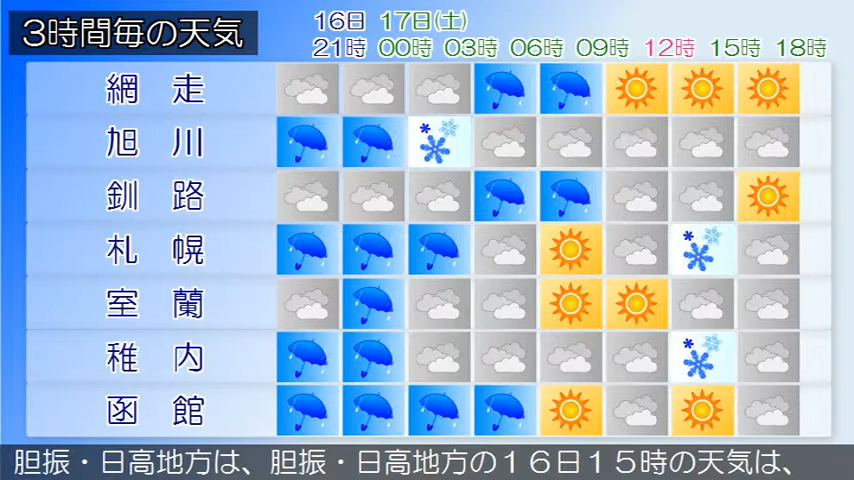 3時間毎の天気
16日 17日(土)
21時 00時 03時 06時 09時 12時 15時 18時
網走
旭川
釧路
札幌
室蘭
稚内
函館
胆振・日高地方は、胆振・日高地方の１６日１５時の天気は、